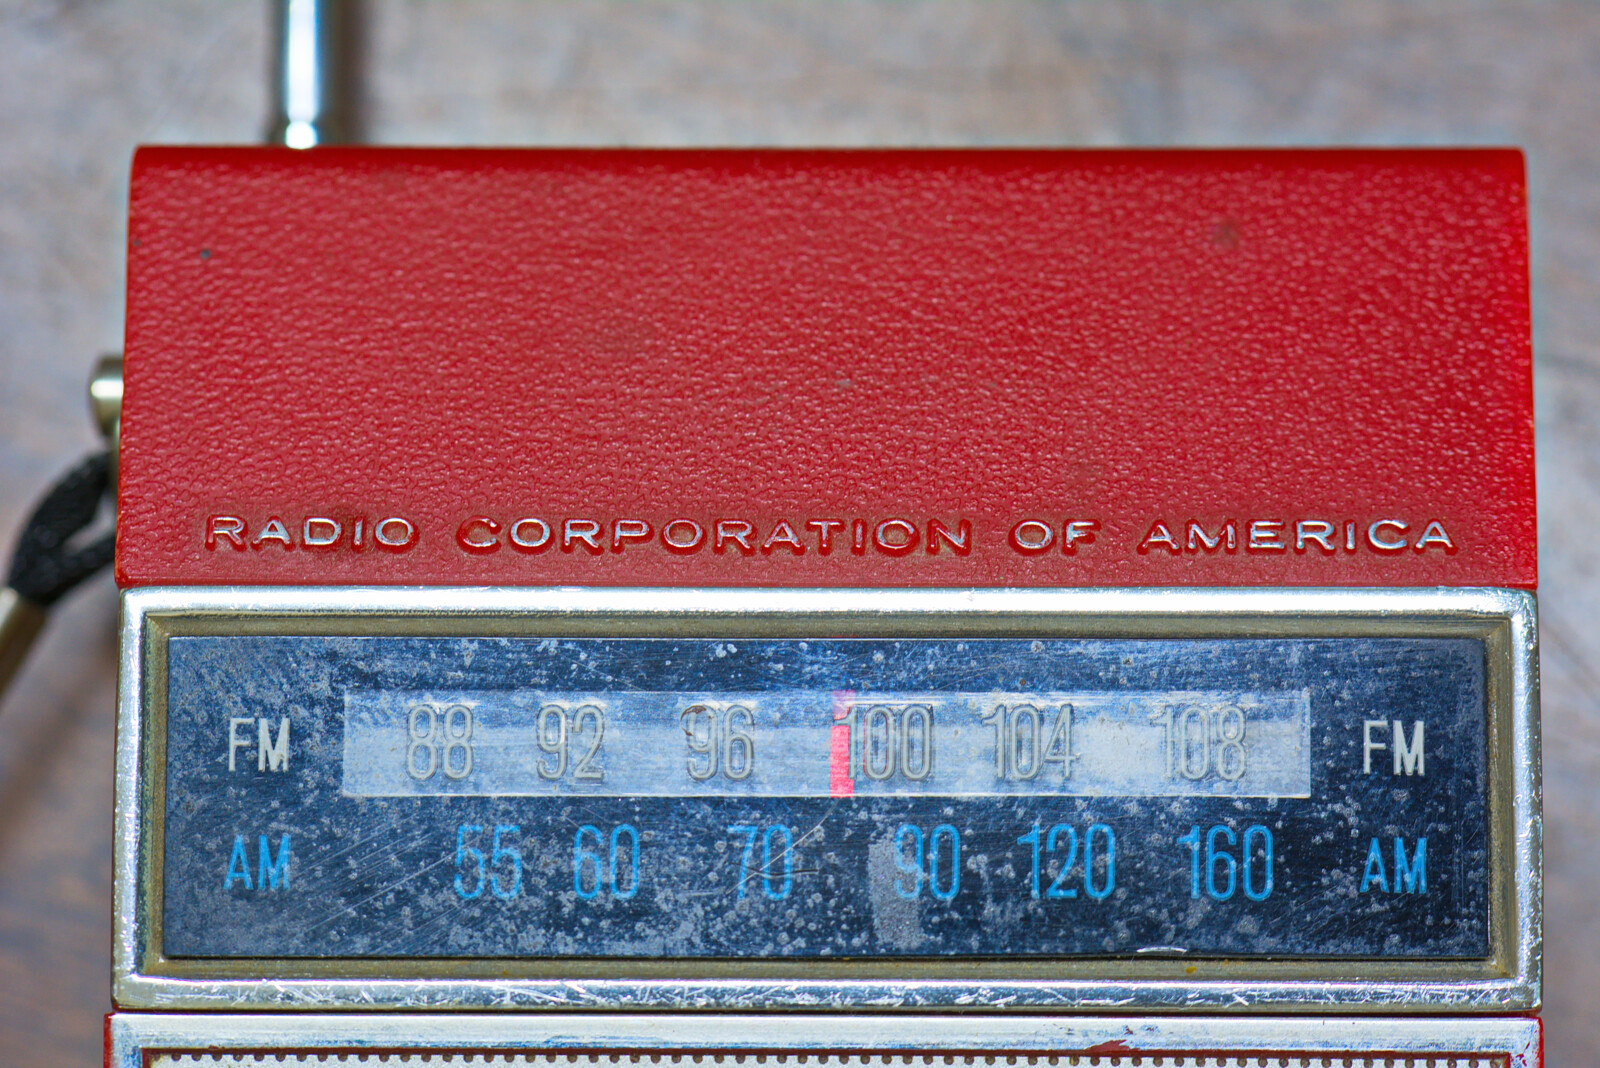 RADIO CORPORATION OF AMERICA
FM 88 92 96 100 104 108 FM
AM 55 60 70 90 120 160 AM